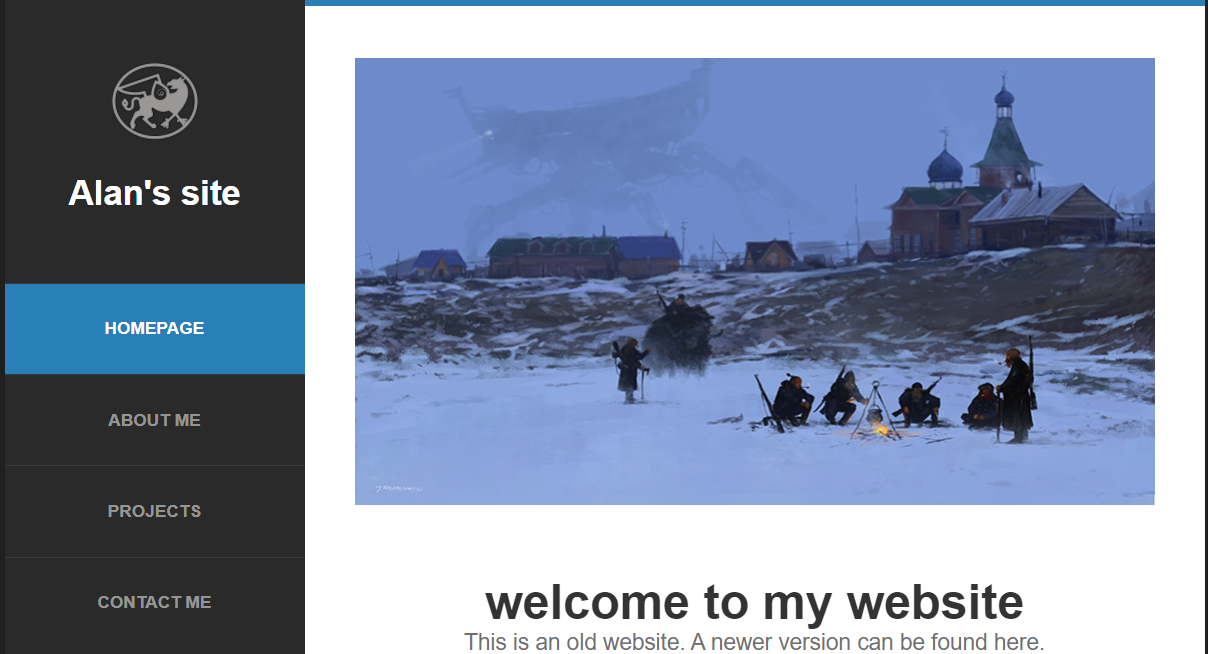 Alan's site
HOMEPAGE
ABOUT ME
PROJECTS
CONTACT ME
welcome to my website
This is an old website. A newer version can be found here.